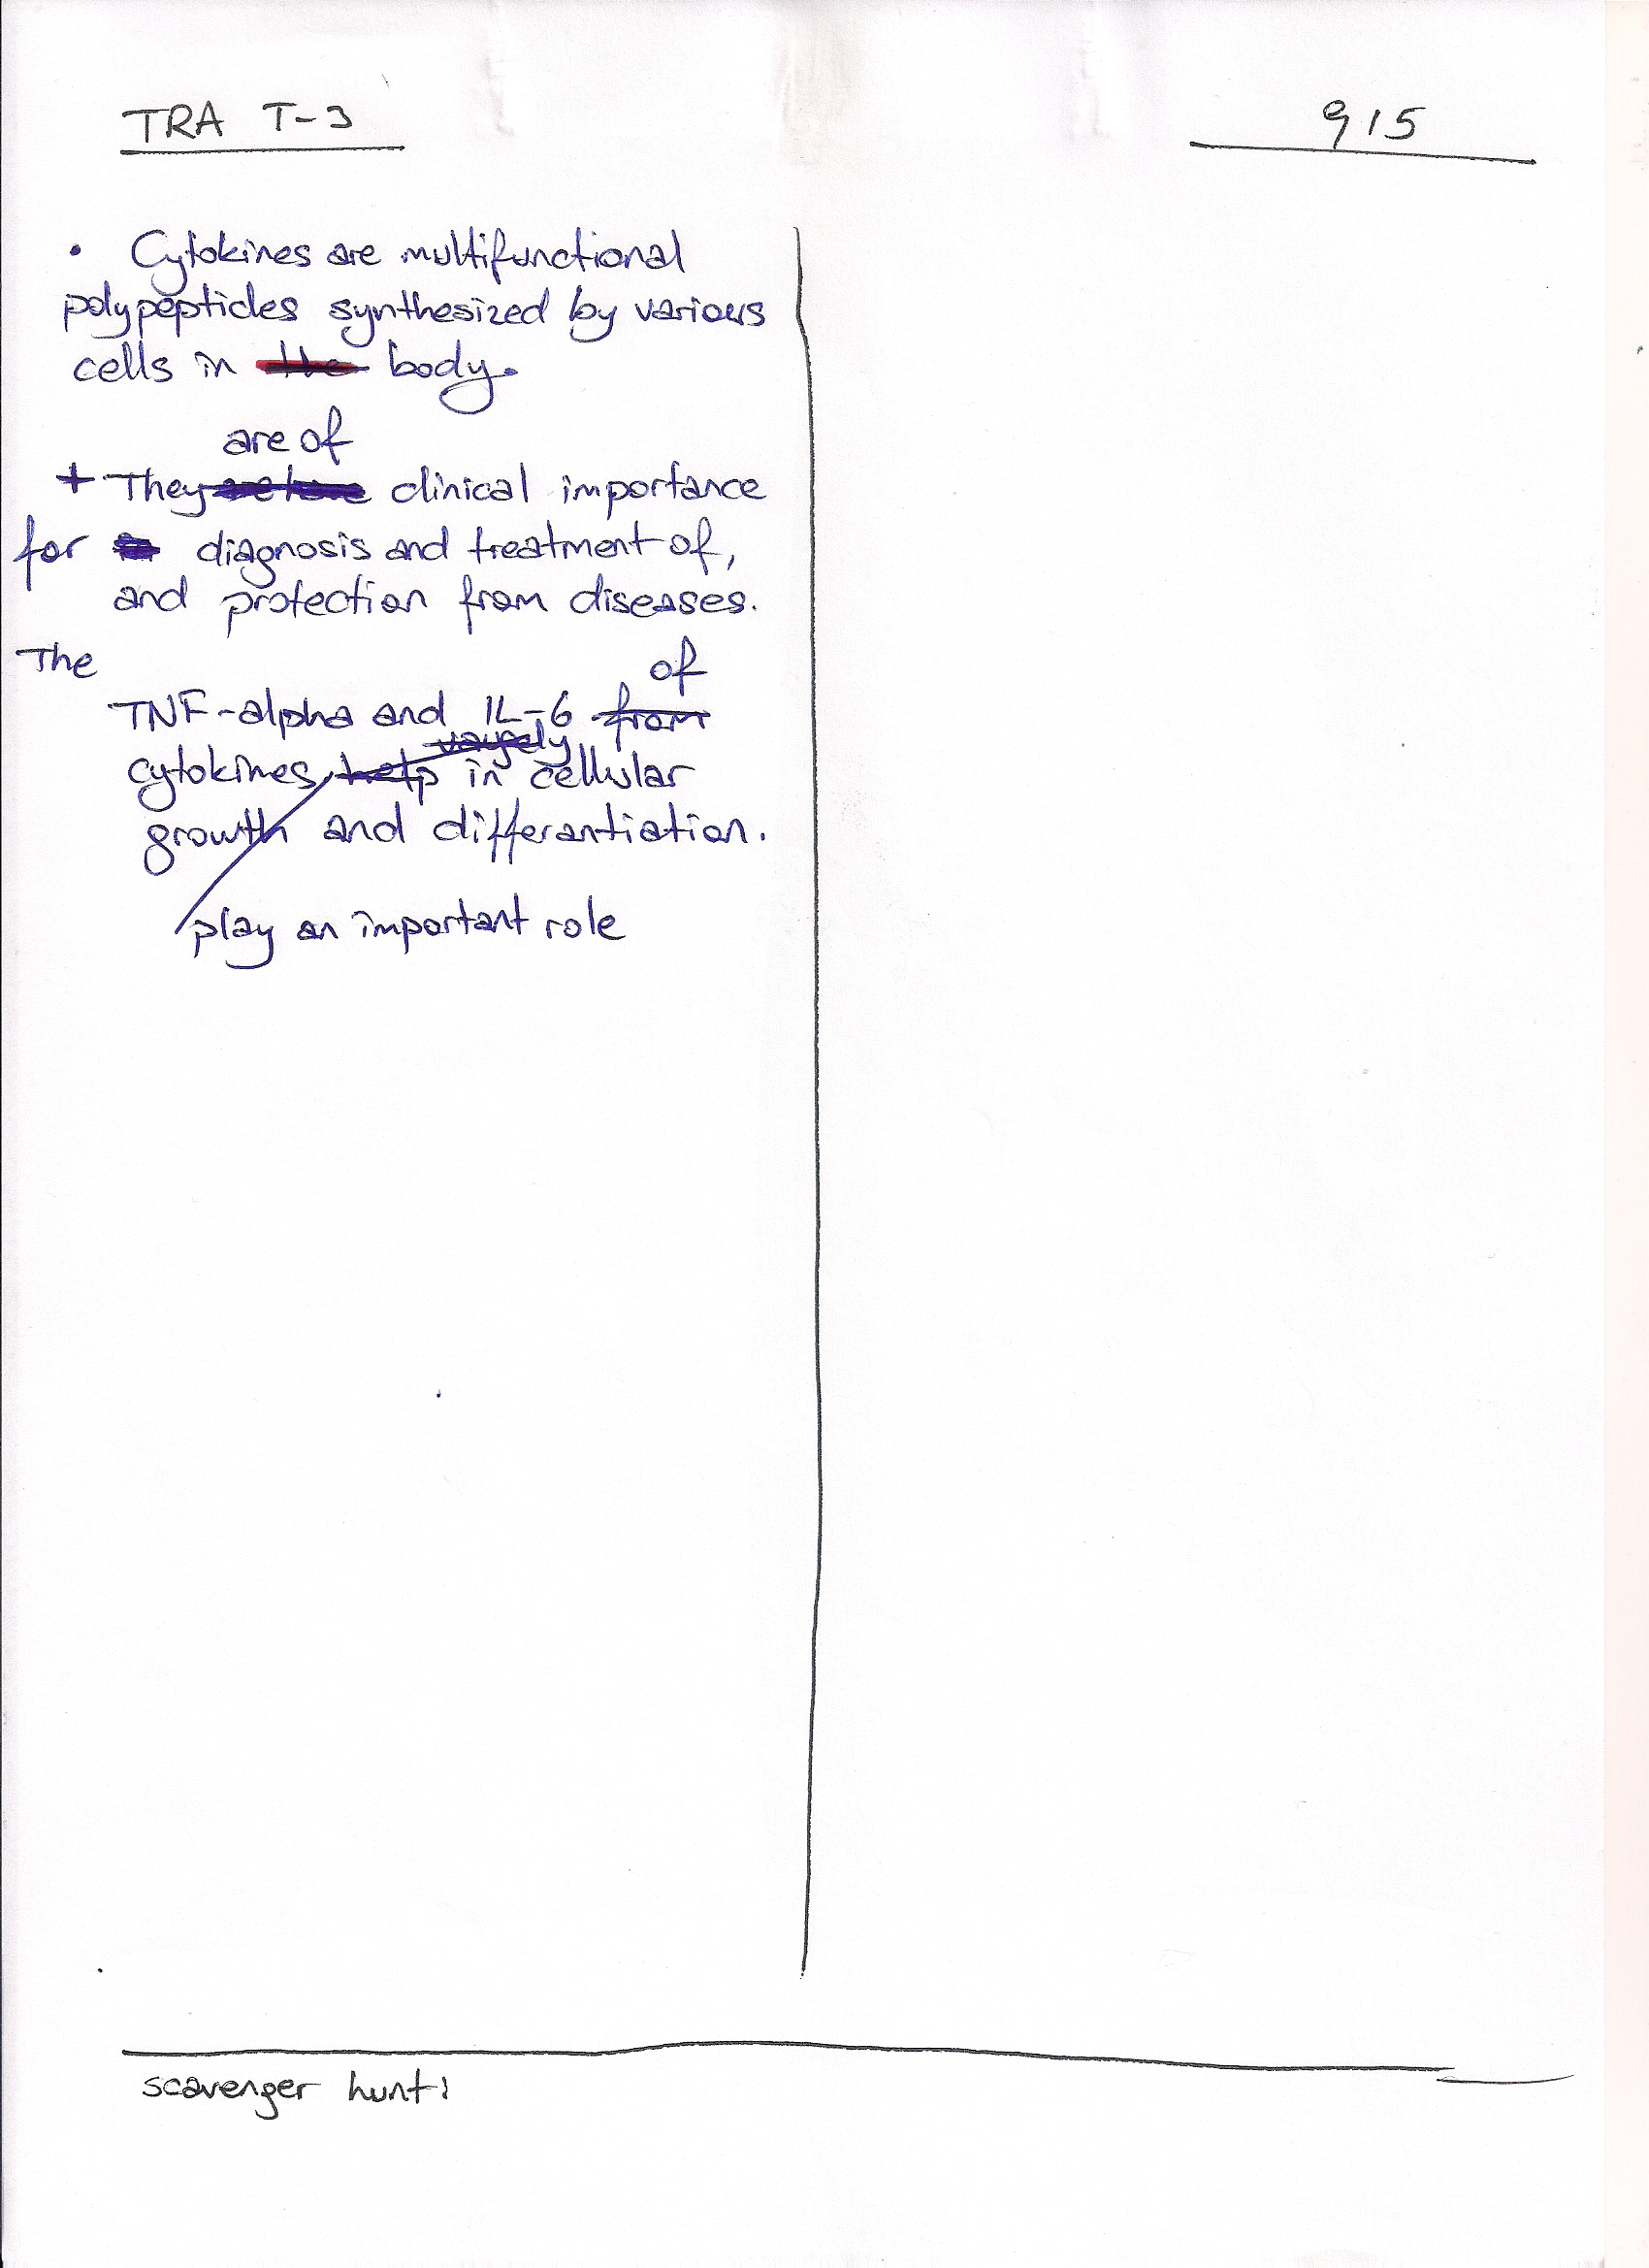 TRA T-3
915
• Cytokines are multifunctional
polypeptides synthesized by various
cells in the body.
are of
+ They clinical importance
for diagnosis and treatment of,
and protection from diseases.
The
of
TNF-alpha and IL-6 from
vaguely
cytokines help in cellular
growth and differantiation.
play an important role
scavenger hunt: